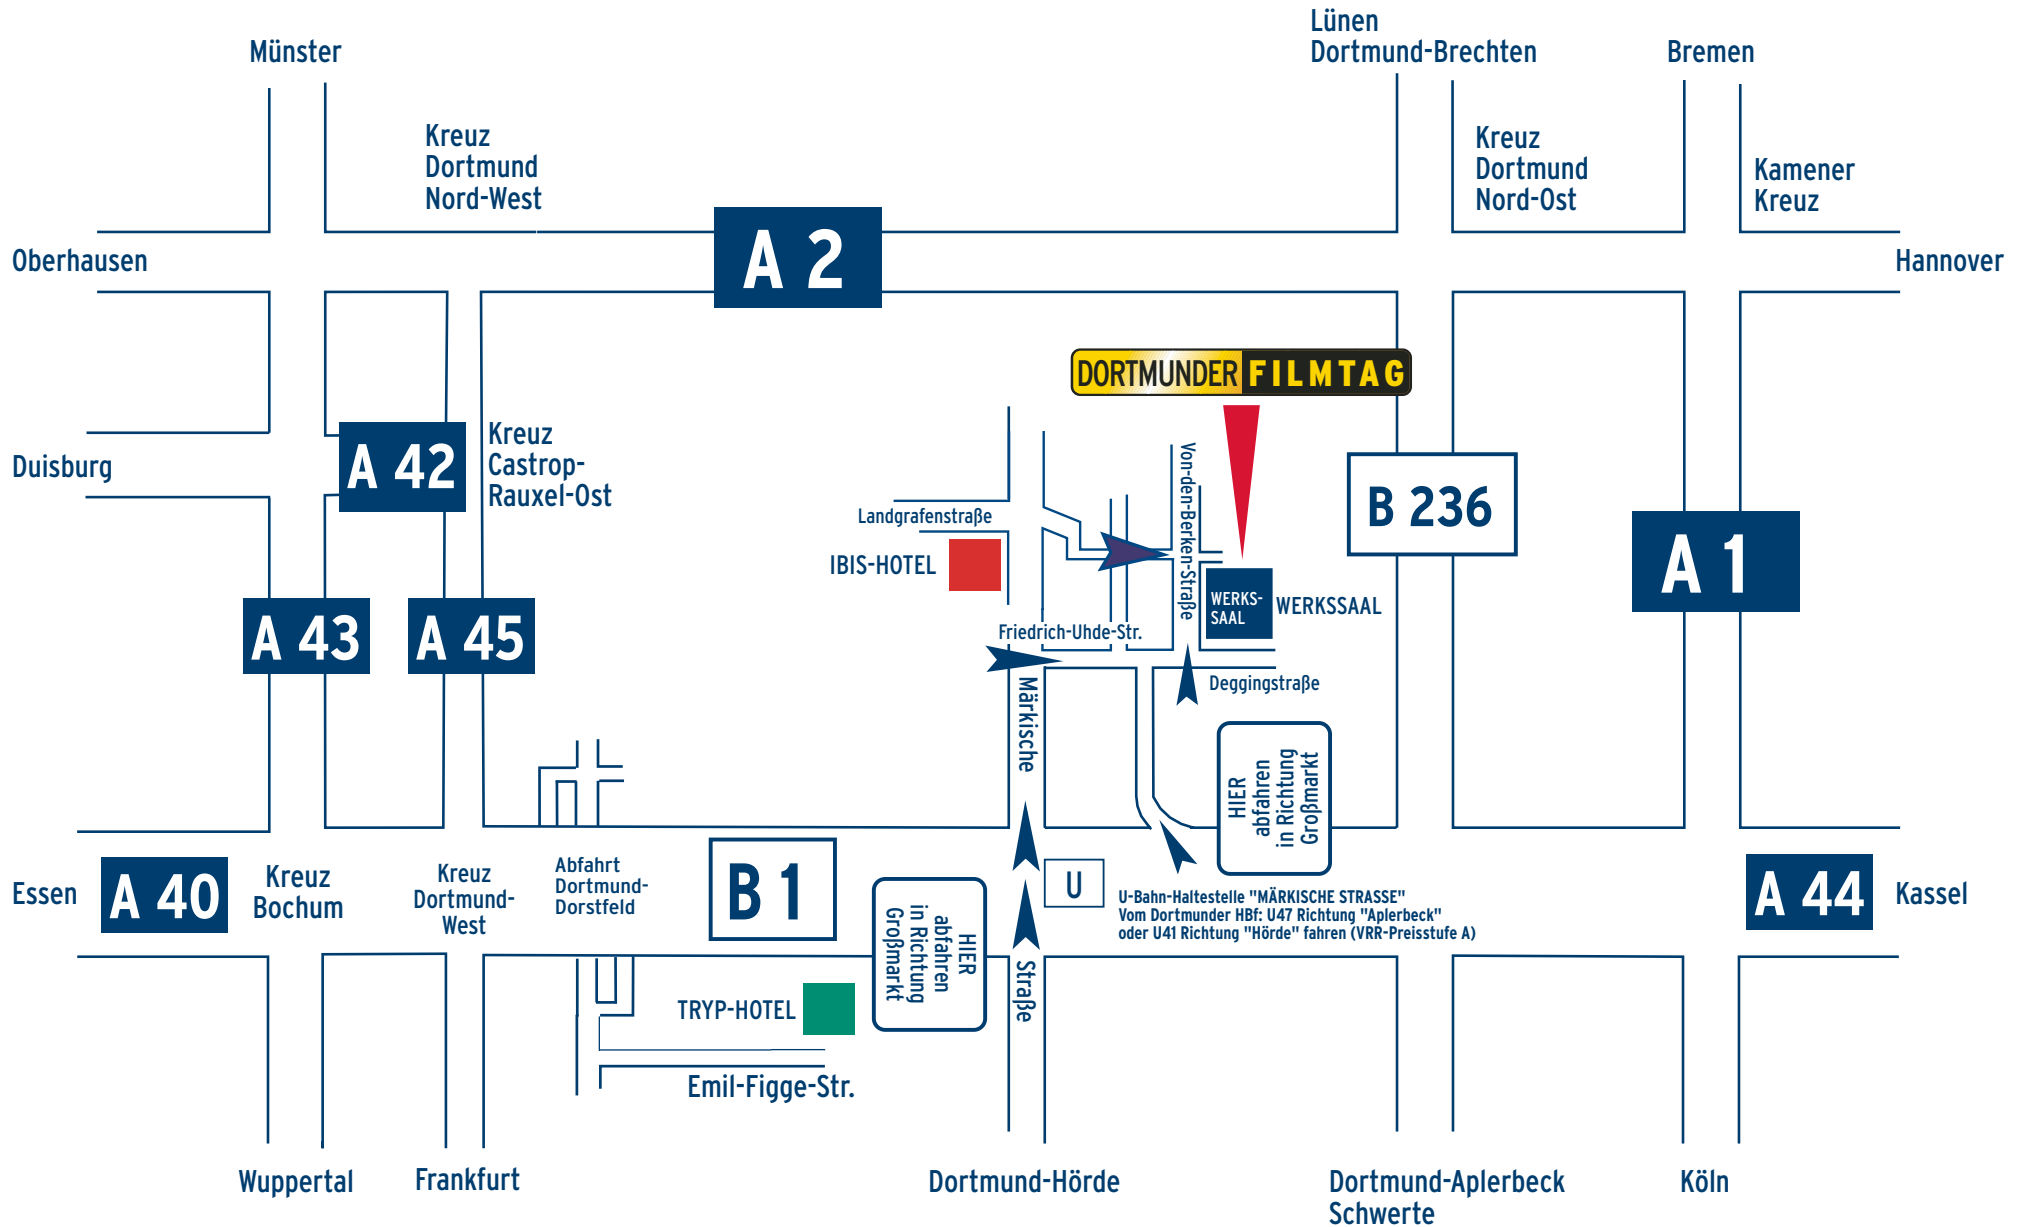 Münster
Lünen
Dortmund-Brechten
Bremen
Kreuz
Dortmund
Nord-West
Kreuz
Dortmund
Nord-Ost
Kamener
Kreuz
Oberhausen
A 2
Hannover
DORTMUNDER FILMTAG
Duisburg
A 42
Kreuz
Castrop-
Rauxel-Ost
Landgrafenstraße
IBIS-HOTEL
Von-den-Berken-Straße
B 236
A 1
WERKS-
SAAL
WERKSSAAL
A 43
A 45
Friedrich-Uhde-Str.
Deggingstraße
Märkische
HIER
abfahren
in Richtung
Großmarkt
Essen
A 40
Kreuz
Bochum
Kreuz
Dortmund-
West
Abfahrt
Dortmund-
Dorstfeld
B 1
HIER
abfahren
in Richtung
Großmarkt
U
U-Bahn-Haltestelle "MÄRKISCHE STRASSE"
Vom Dortmunder HBf: U47 Richtung "Aplerbeck"
oder U41 Richtung "Hörde" fahren (VRR-Preisstufe A)
A 44
Kassel
Straße
TRYP-HOTEL
Emil-Figge-Str.
Wuppertal
Frankfurt
Dortmund-Hörde
Dortmund-Aplerbeck
Schwerte
Köln